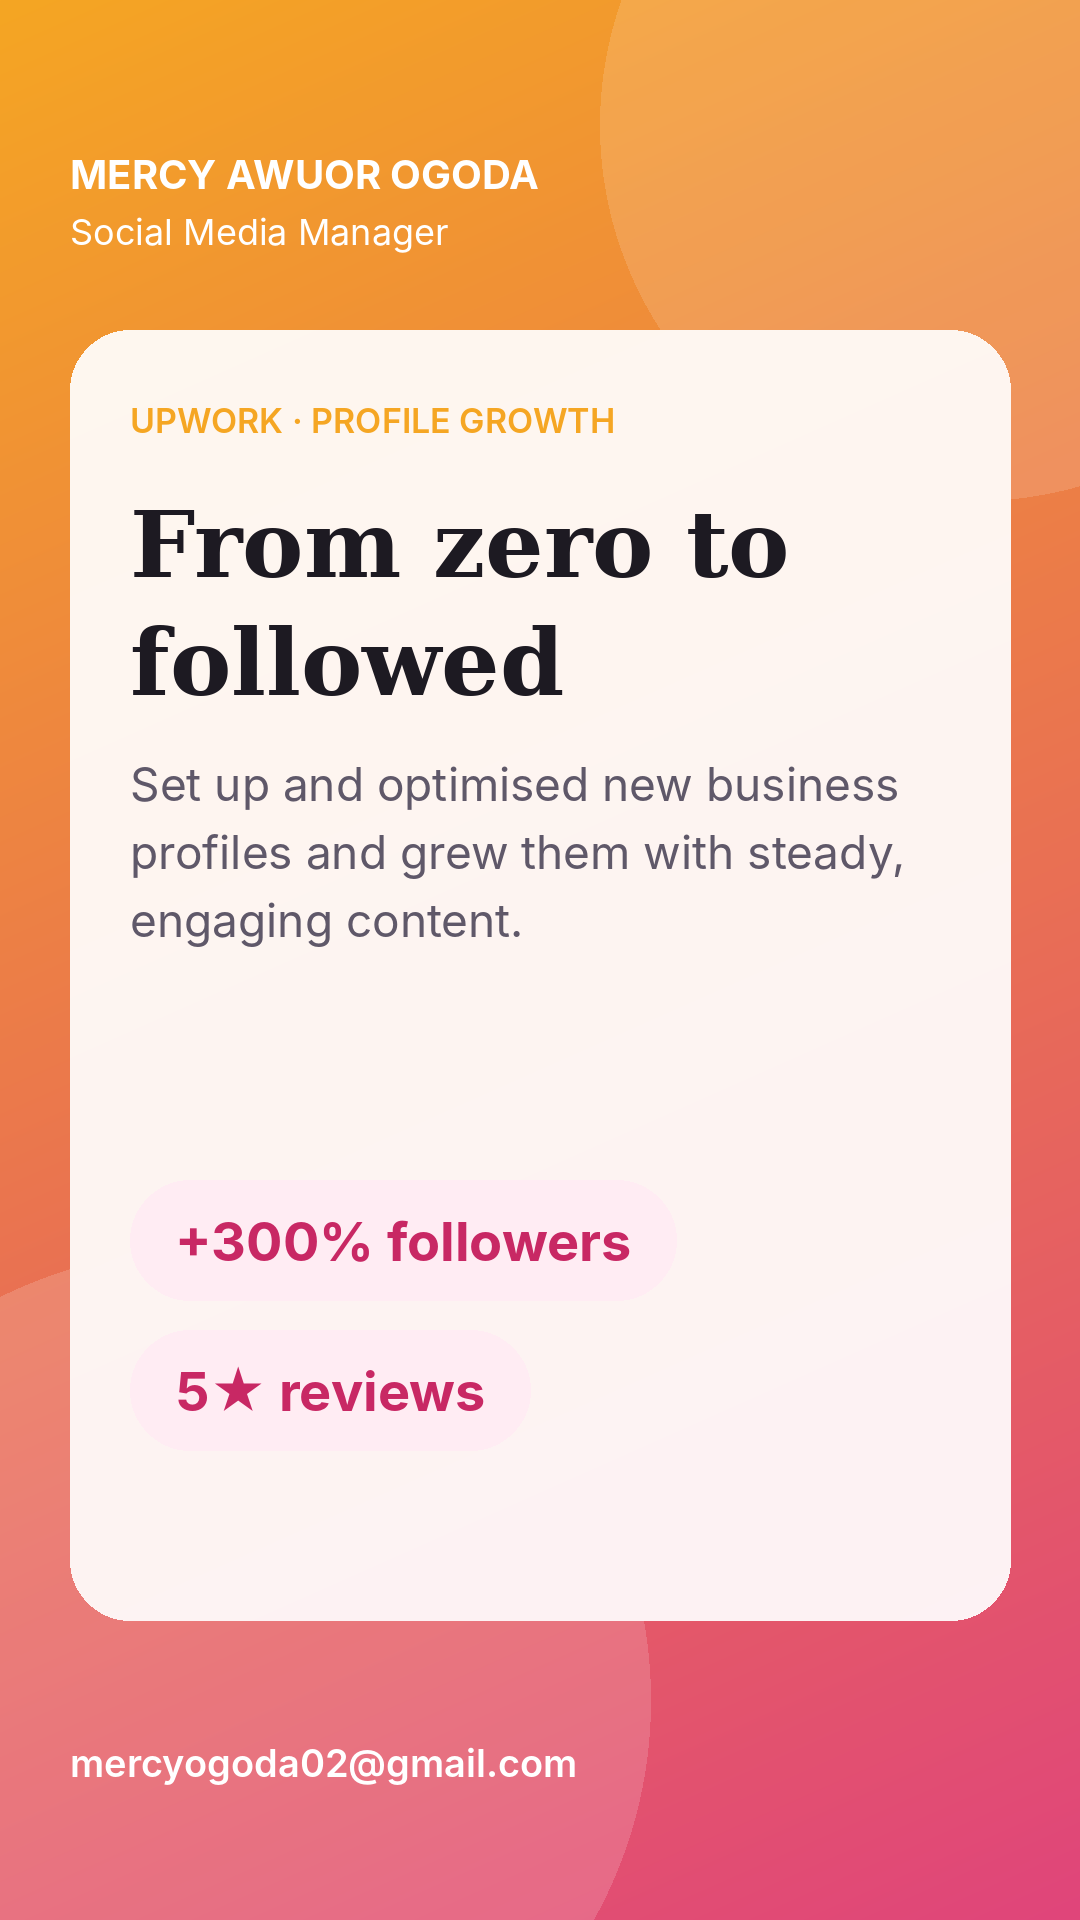 MERCY AWUOR OGODA
Social Media Manager
UPWORK · PROFILE GROWTH
From zero to
followed
Set up and optimised new business
profiles and grew them with steady,
engaging content.
+300% followers
5★ reviews
mercyogoda02@gmail.com